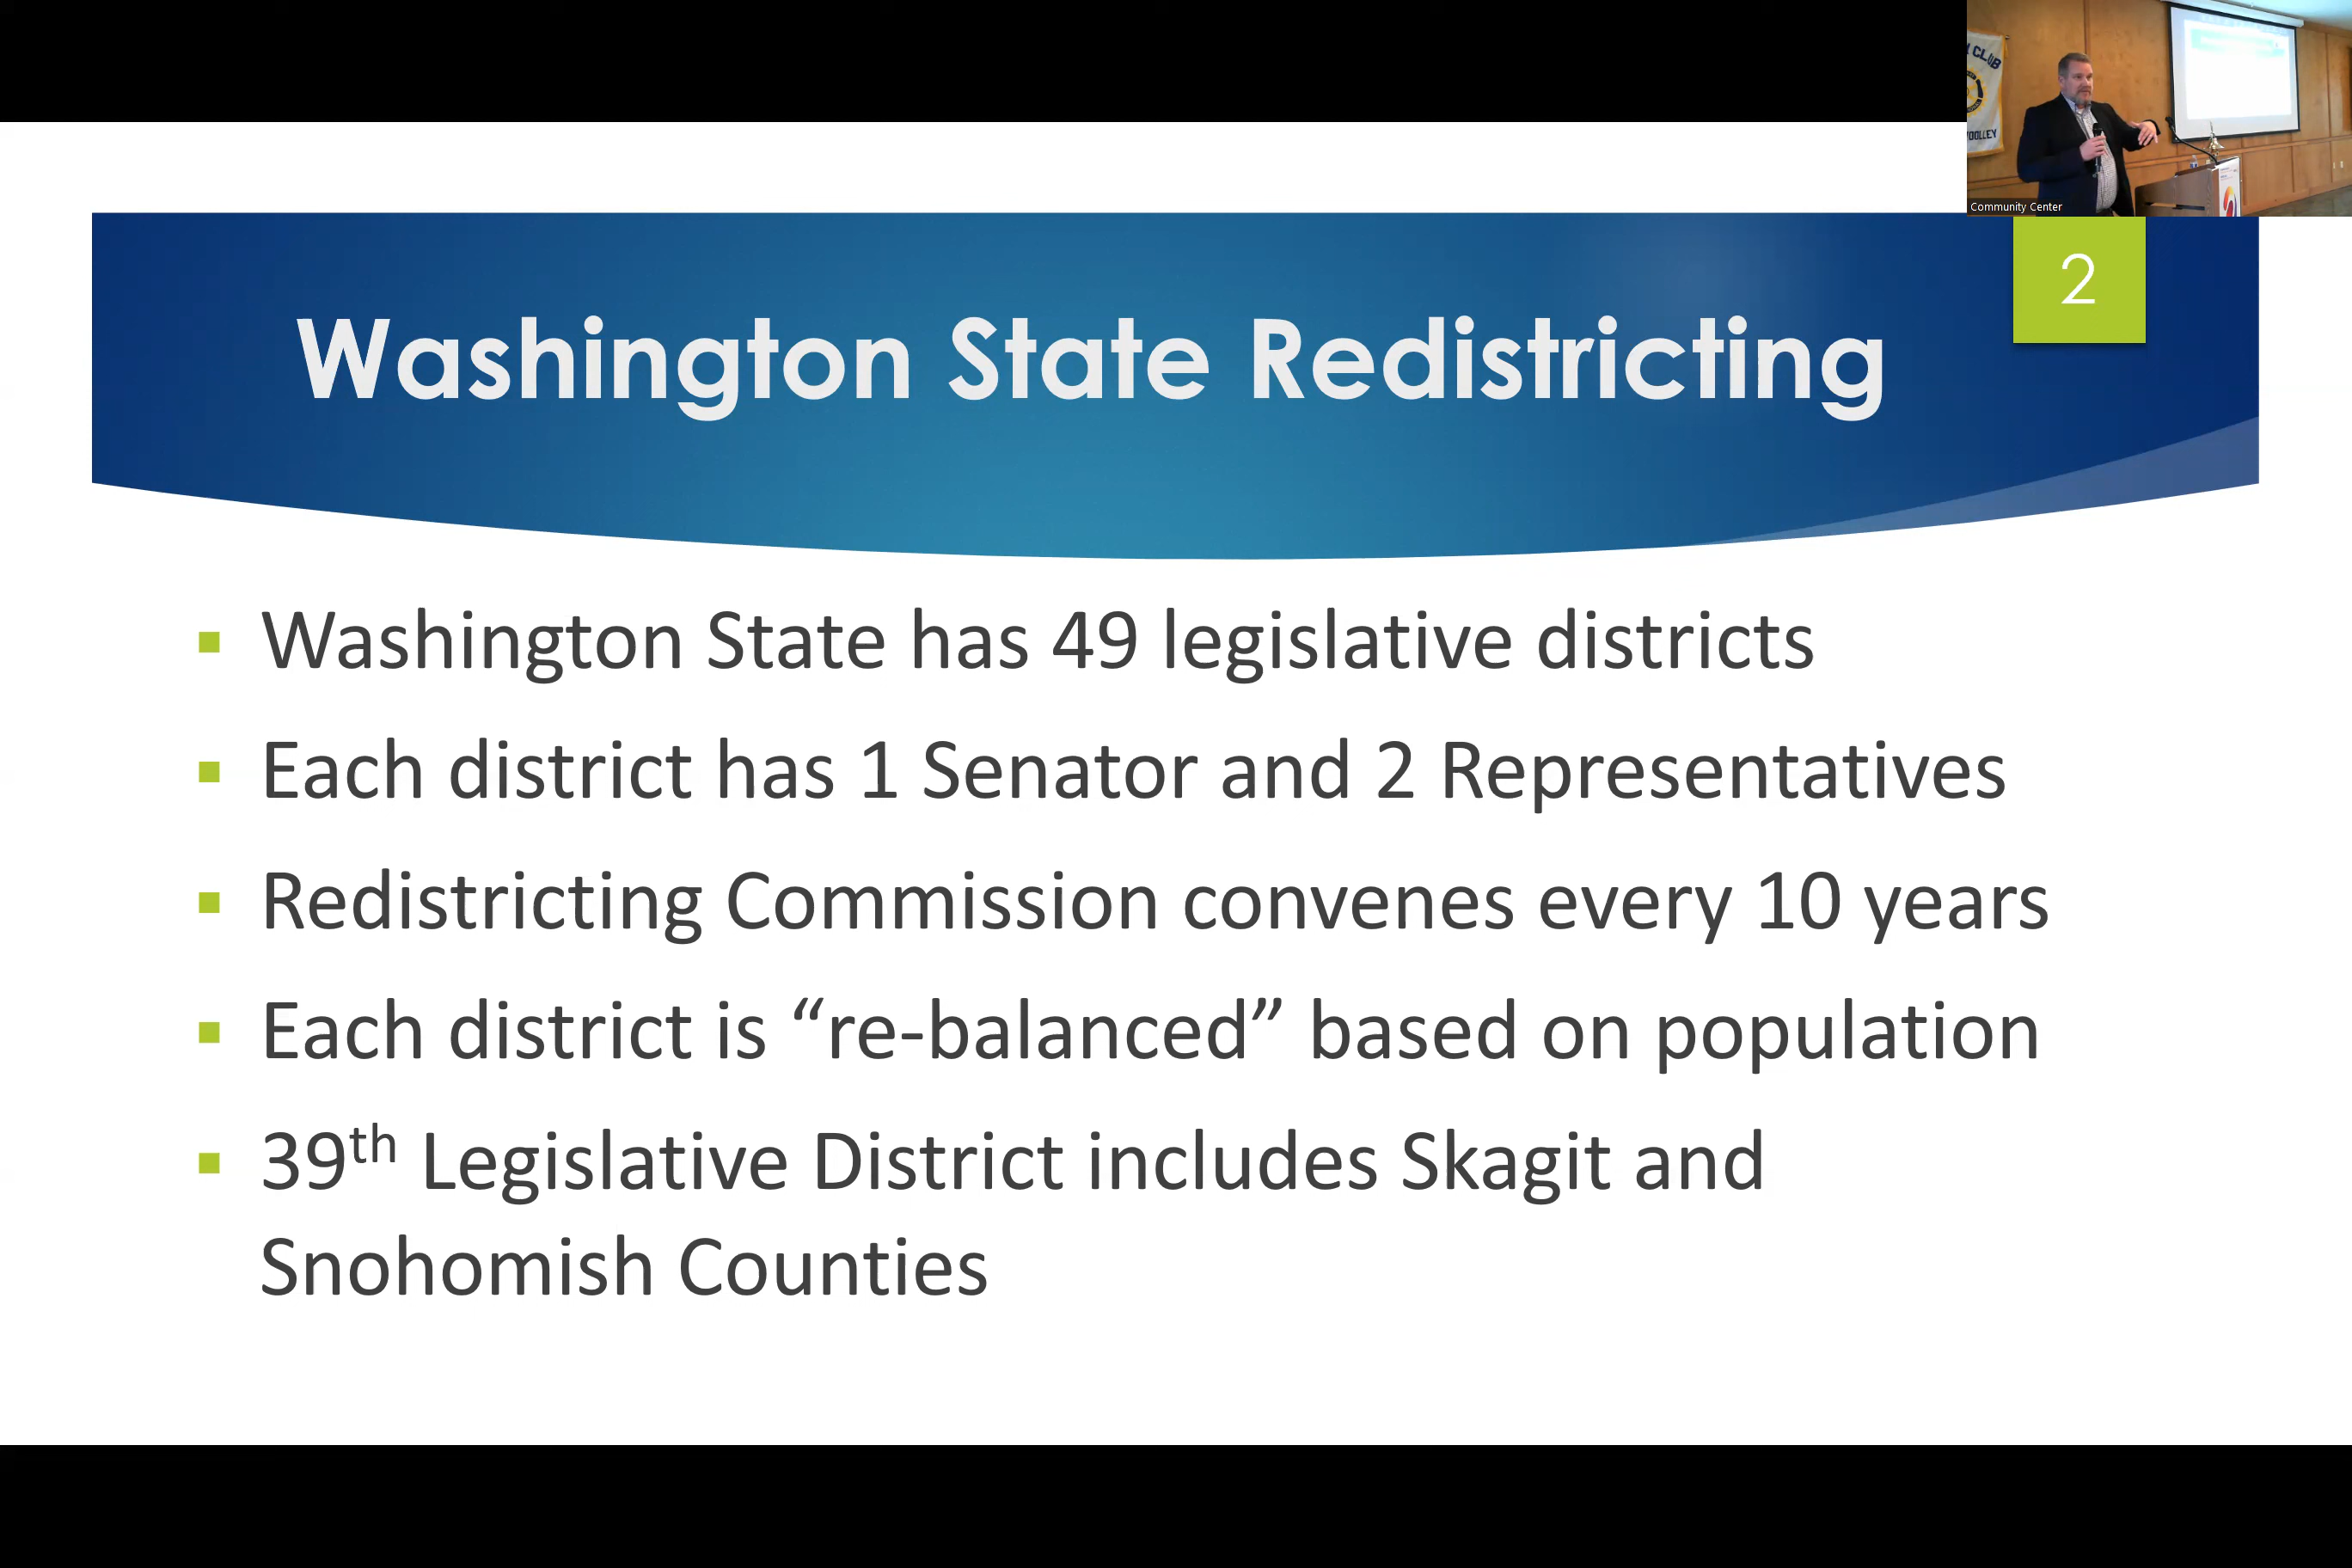 CLUB
WOOLLEY
Community Center
2
Washington State Redistricting
Washington State has 49 legislative districts
Each district has 1 Senator and 2 Representatives
Redistricting Commission convenes every 10 years
Each district is “re-balanced” based on population
39th Legislative District includes Skagit and
Snohomish Counties